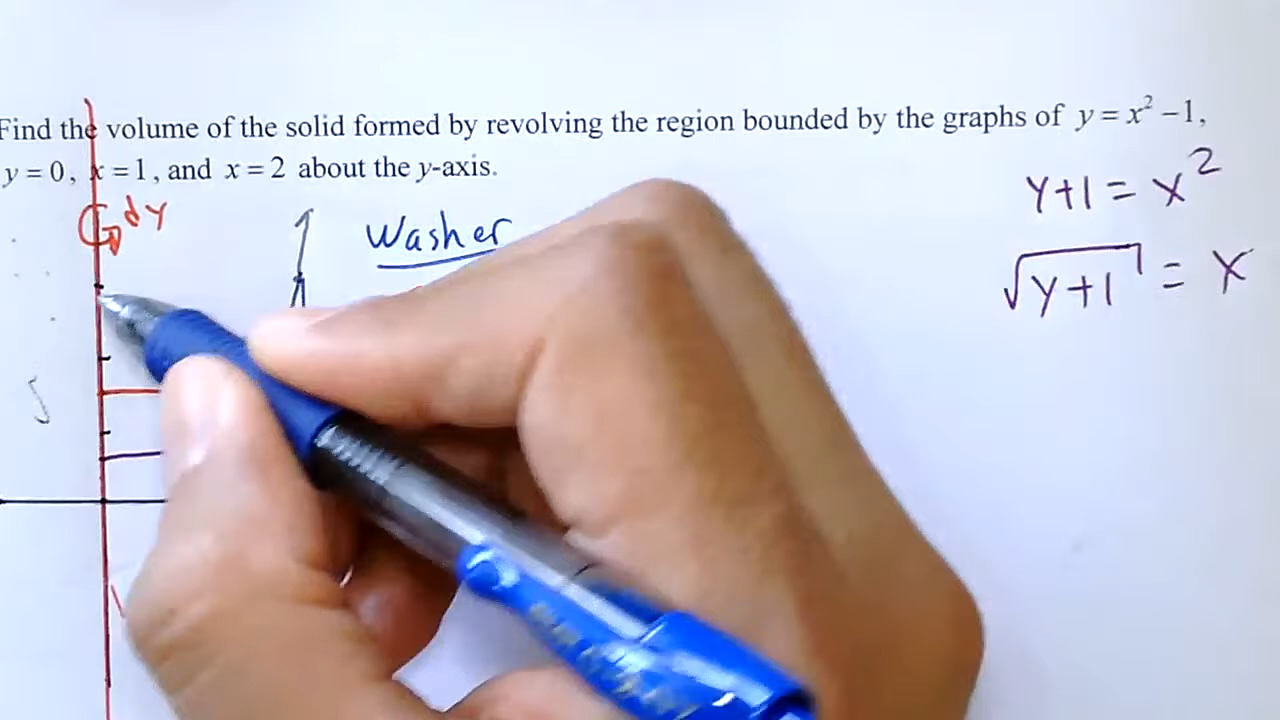 Find the volume of the solid formed by revolving the region bounded by the graphs of y = x² − 1,
y = 0, x = 1, and x = 2 about the y-axis.
dy
Washer
y+1 = x²
√y+1 = x